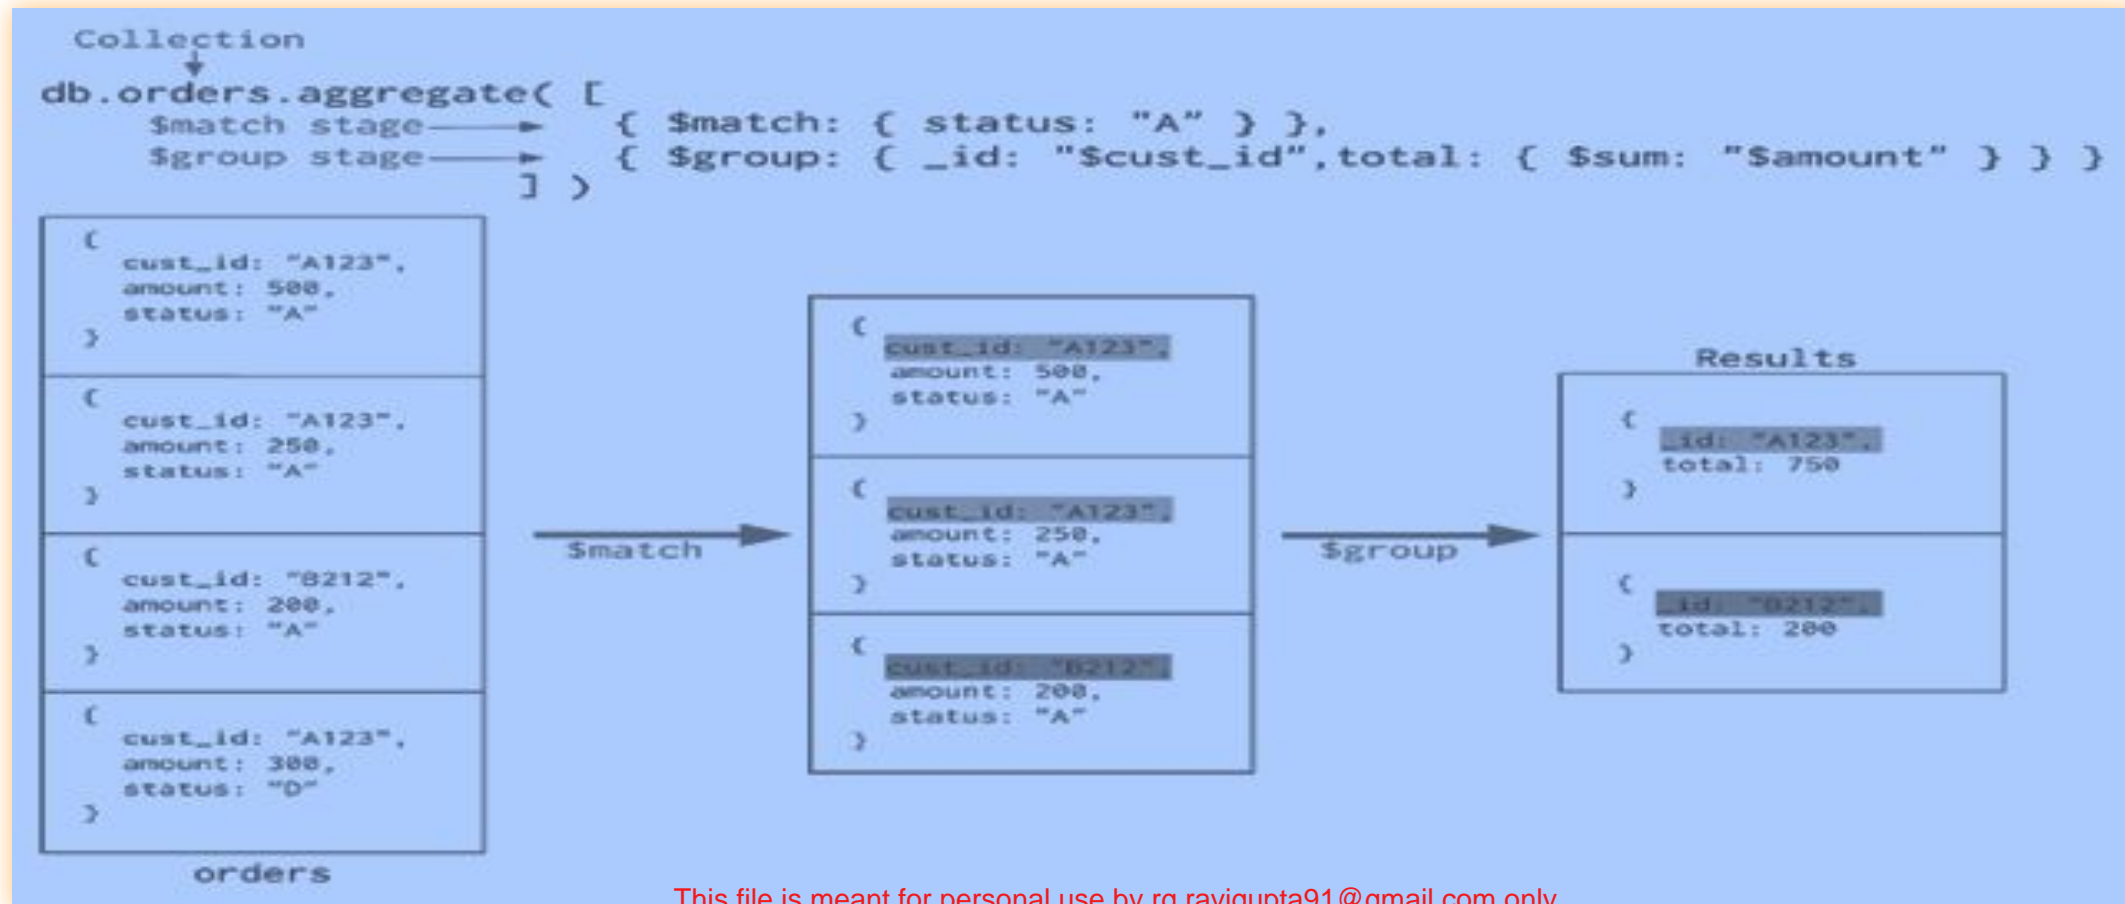 Collection
db.orders.aggregate( [
$match stage
{ $match: { status: "A" } },
$group stage
{ $group: { _id: "$cust_id",total: { $sum: "$amount" } } }
] )
{
cust_id: "A123",
amount: 500,
status: "A"
}
{
cust_id: "A123",
amount: 250,
status: "A"
}
{
cust_id: "B212",
amount: 200,
status: "A"
}
{
cust_id: "A123",
amount: 300,
status: "D"
}
orders
$match
{
cust_id: "A123",
amount: 500,
status: "A"
}
{
cust_id: "A123",
amount: 250,
status: "A"
}
{
cust_id: "B212",
amount: 200,
status: "A"
}
$group
Results
{
_id: "A123",
total: 750
}
{
_id: "B212",
total: 200
}
This file is meant for personal use by rg.ravigupta91@gmail.com only.